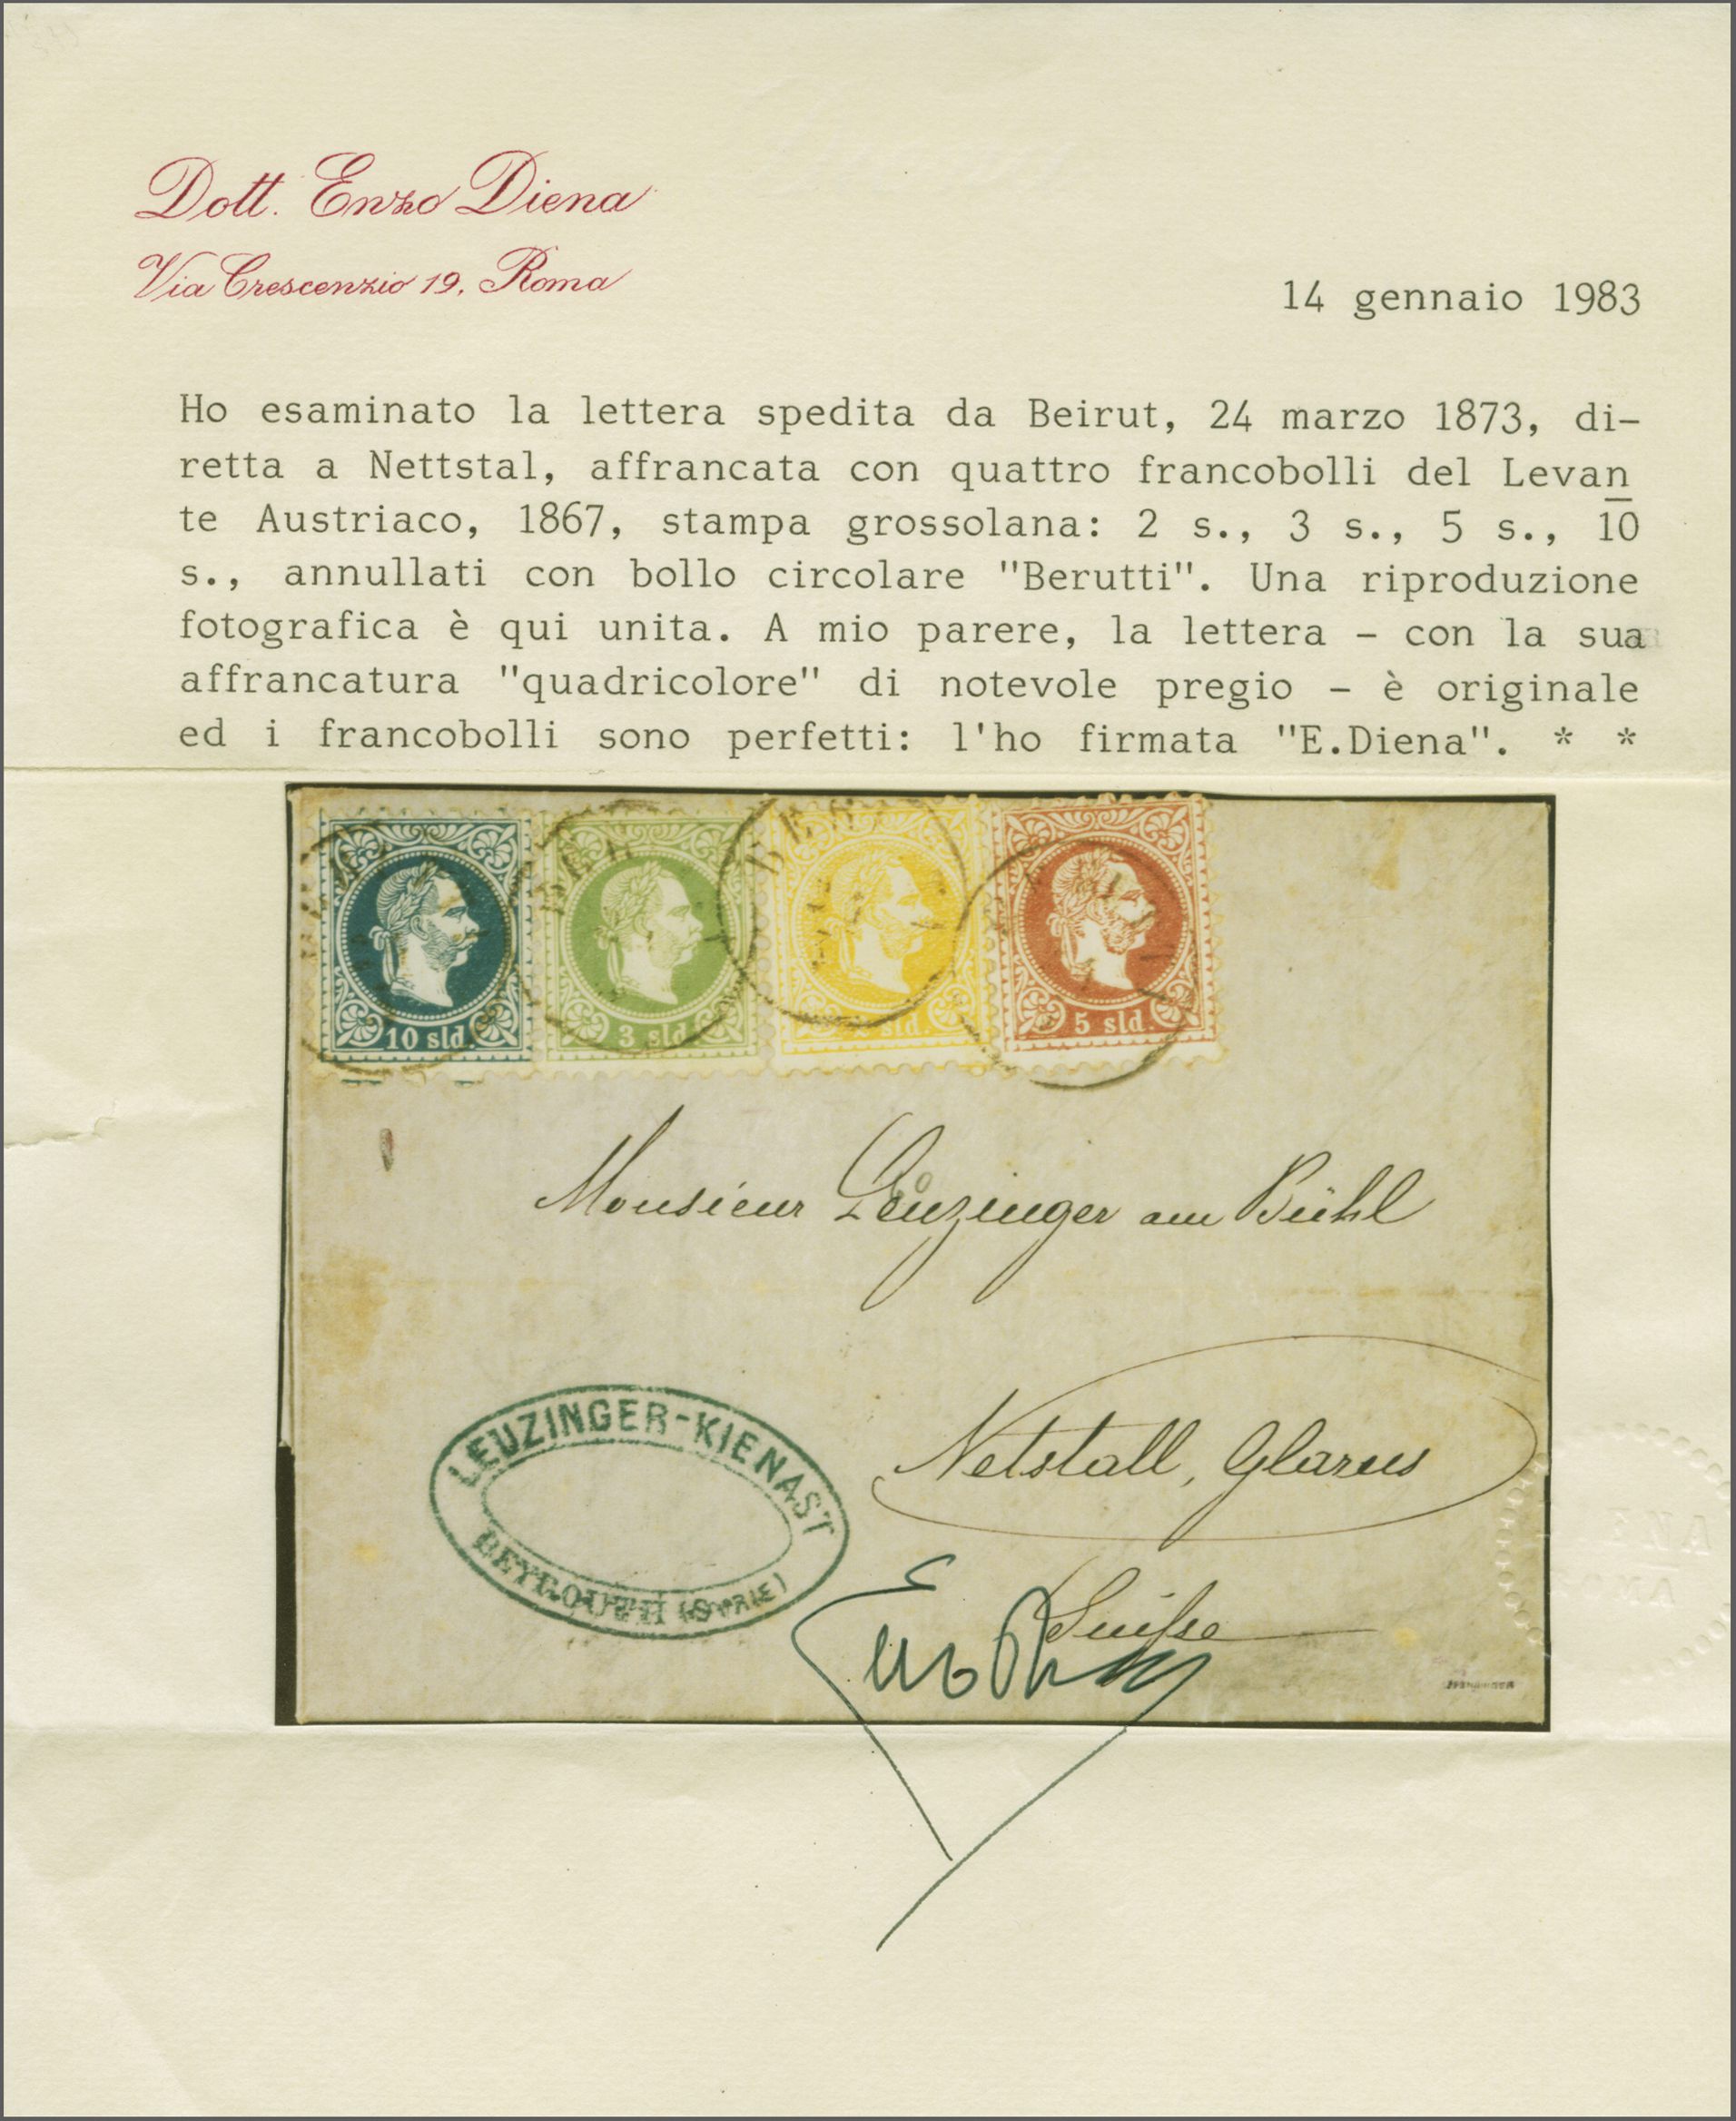 Dott. Enzo Diena
Via Crescenzio 19, Roma
14 gennaio 1983
Ho esaminato la lettera spedita da Beirut, 24 marzo 1873, di-
retta a Nettstal, affrancata con quattro francobolli del Levan
te Austriaco, 1867, stampa grossolana: 2 s., 3 s., 5 s., 10
s., annullati con bollo circolare "Berutti". Una riproduzione
fotografica è qui unita. A mio parere, la lettera - con la sua
affrancatura "quadricolore" di notevole pregio - è originale
ed i francobolli sono perfetti: l'ho firmata "E.Diena". * *
10 sld.
3 sld.
sld.
5 sld.
Monsieur Leuzinger am Bühl
Netstall, Glarus
Suisse
LEUZINGER-KIENAST
BEYROUTH (SYRIE)